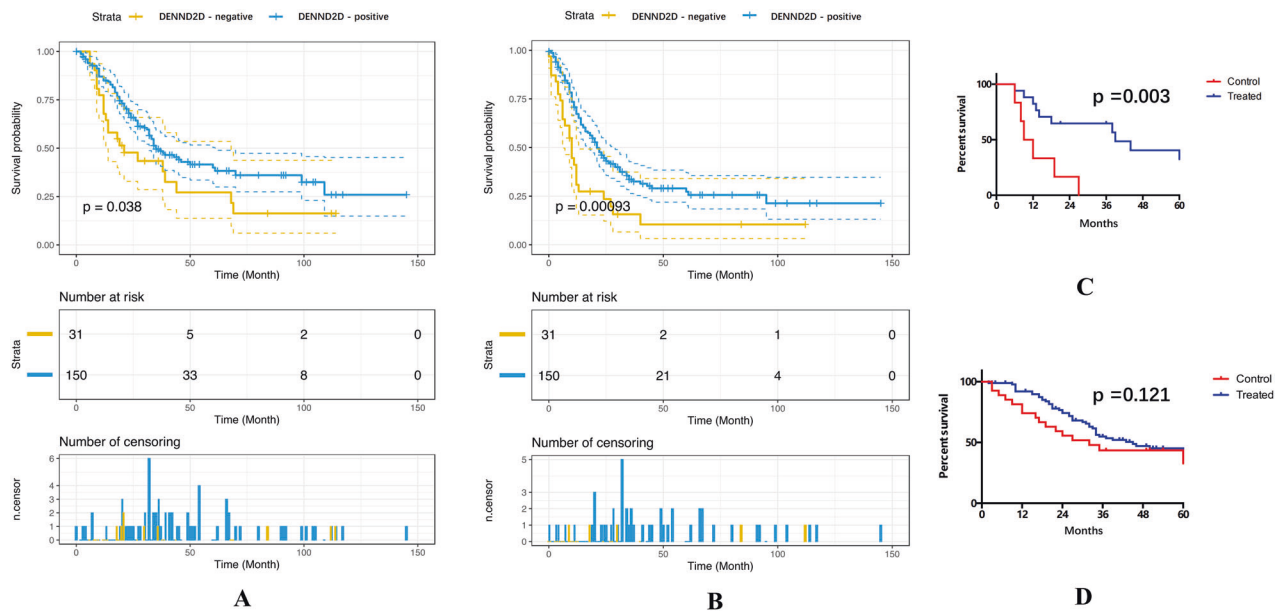 Strata DENND2D - negative DENND2D - positive
1.00
0.75
0.50
0.25
0.00
Survival probability
p = 0.038
0 50 100 150
Time (Month)
Number at risk
Strata
31 5 2 0
150 33 8 0
0 50 100 150
Time (Month)
Number of censoring
n.censor
6
5
4
3
2
1
0
0 50 100 150
Time (Month)
A
Strata DENND2D - negative DENND2D - positive
1.00
0.75
0.50
0.25
0.00
Survival probability
p = 0.00093
0 50 100 150
Time (Month)
Number at risk
Strata
31 2 1 0
150 21 4 0
0 50 100 150
Time (Month)
Number of censoring
n.censor
5
4
3
2
1
0
0 50 100 150
Time (Month)
B
Percent survival
100
50
0
p =0.003
Control
Treated
0 12 24 36 48 60
Months
C
Percent survival
100
50
0
p =0.121
Control
Treated
0 12 24 36 48 60
Months
D